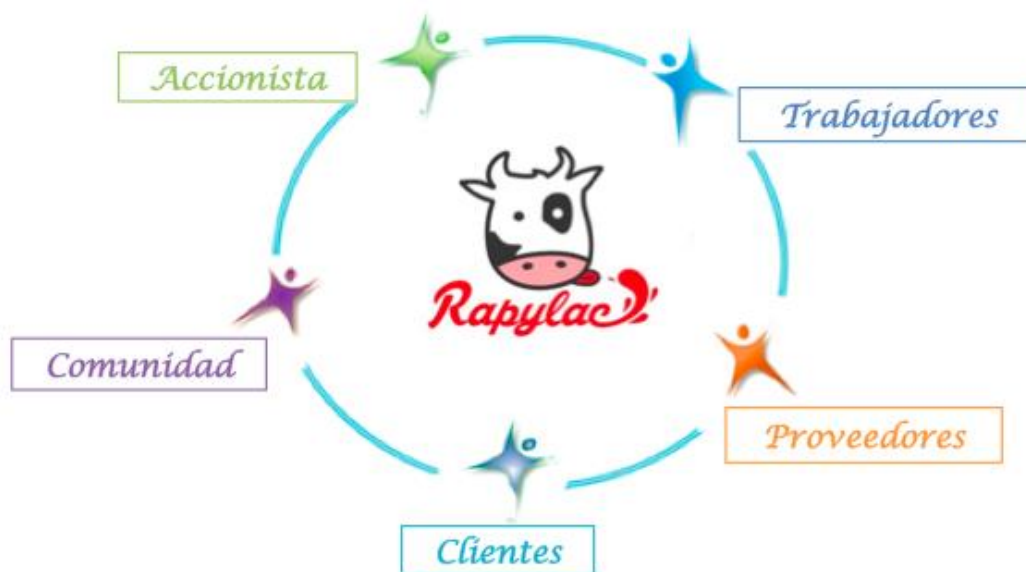 Accionista
Trabajadores
Rapylac
Comunidad
Proveedores
Clientes